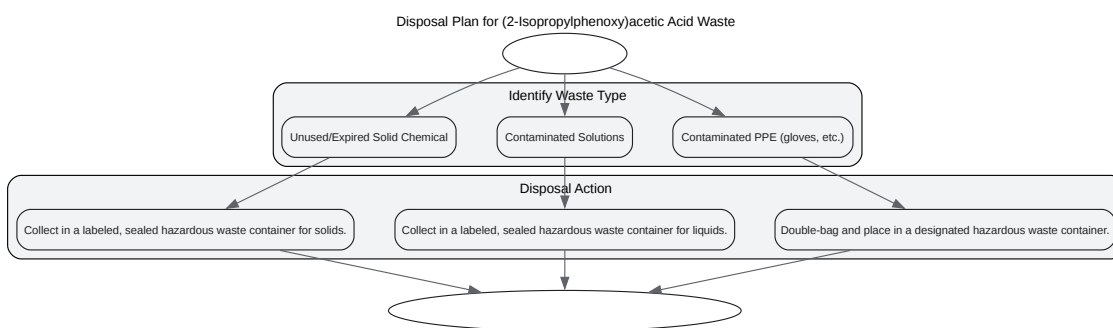 Disposal Plan for (2-Isopropylphenoxy)acetic Acid Waste
Identify Waste Type
Unused/Expired Solid Chemical
Contaminated Solutions
Contaminated PPE (gloves, etc.)
Disposal Action
Collect in a labeled, sealed hazardous waste container for solids.
Collect in a labeled, sealed hazardous waste container for liquids.
Double-bag and place in a designated hazardous waste container.